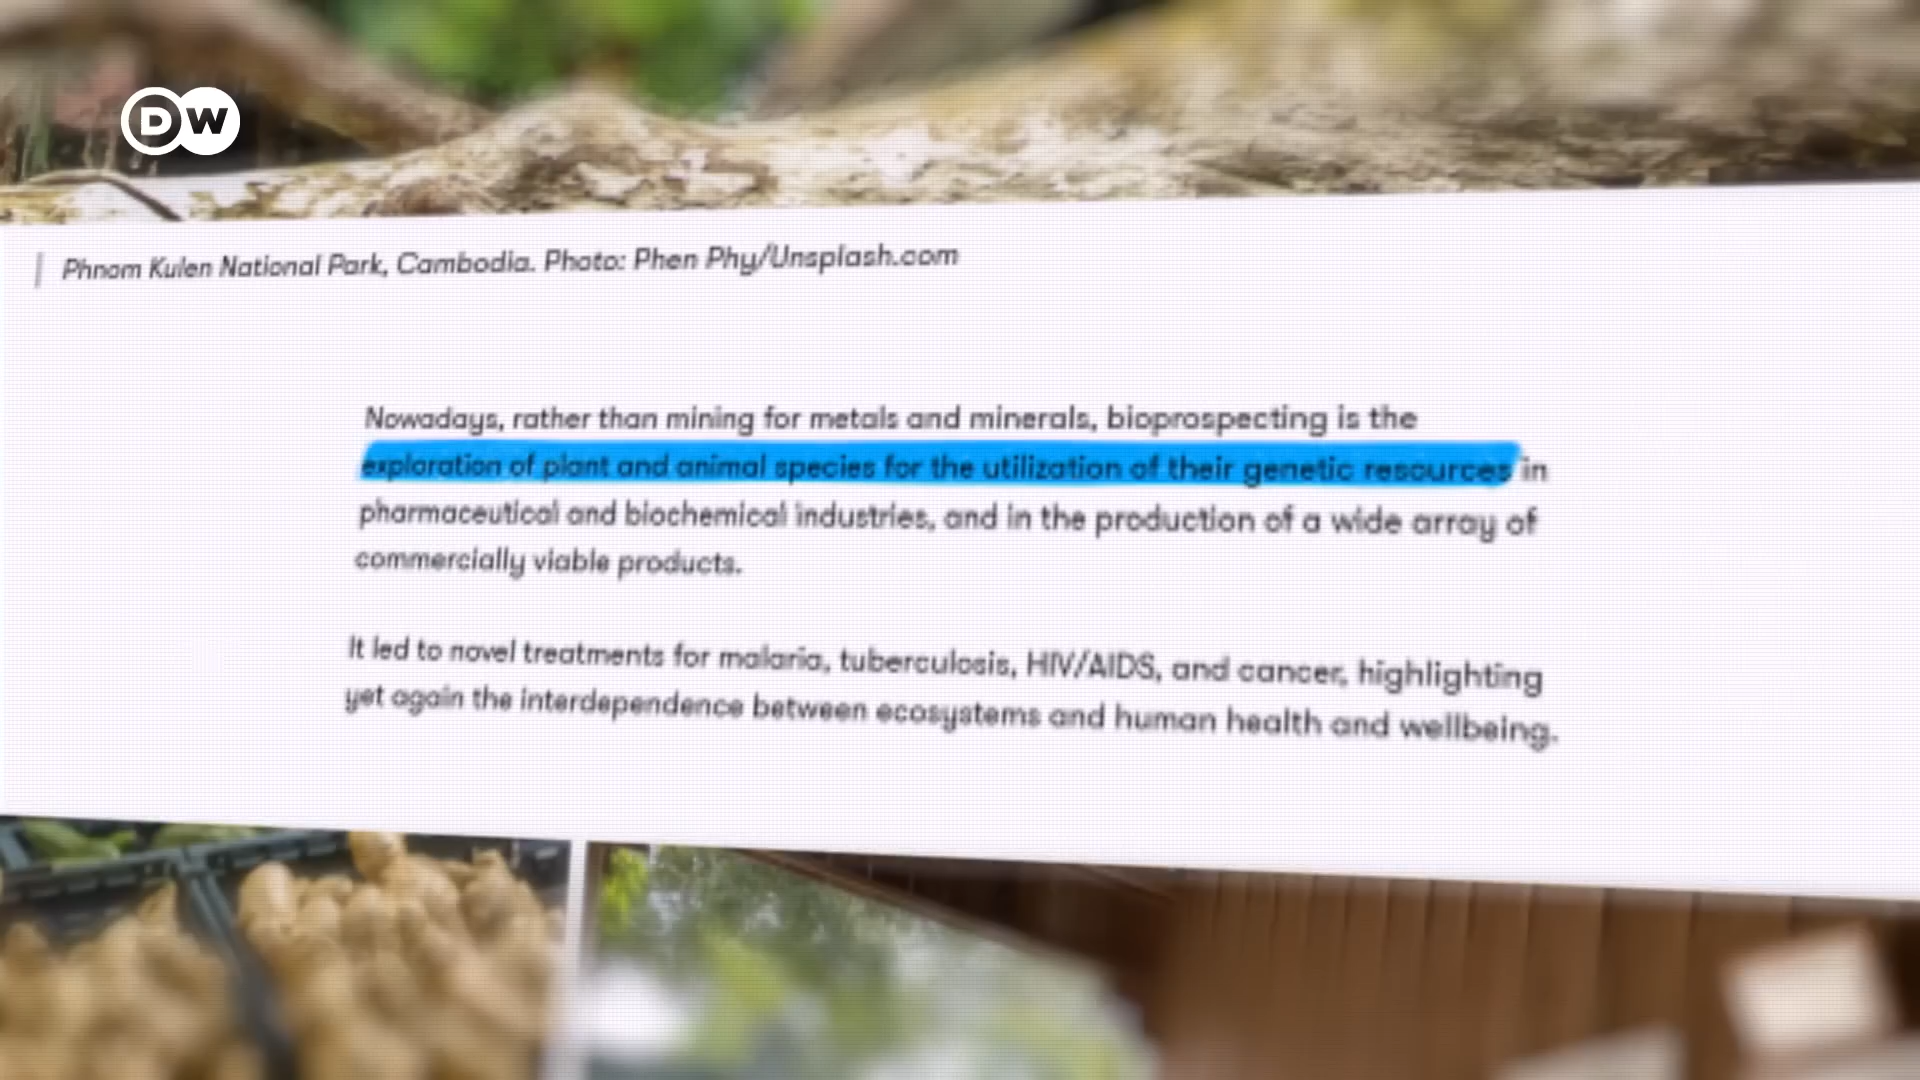 DW
Phnom Kulen National Park, Cambodia. Photo: Phen Phy/Unsplash.com
Nowadays, rather than mining for metals and minerals, bioprospecting is the
exploration of plant and animal species for the utilization of their genetic resources in
pharmaceutical and biochemical industries, and in the production of a wide array of
commercially viable products.
It led to novel treatments for malaria, tuberculosis, HIV/AIDS, and cancer, highlighting
yet again the interdependence between ecosystems and human health and wellbeing.